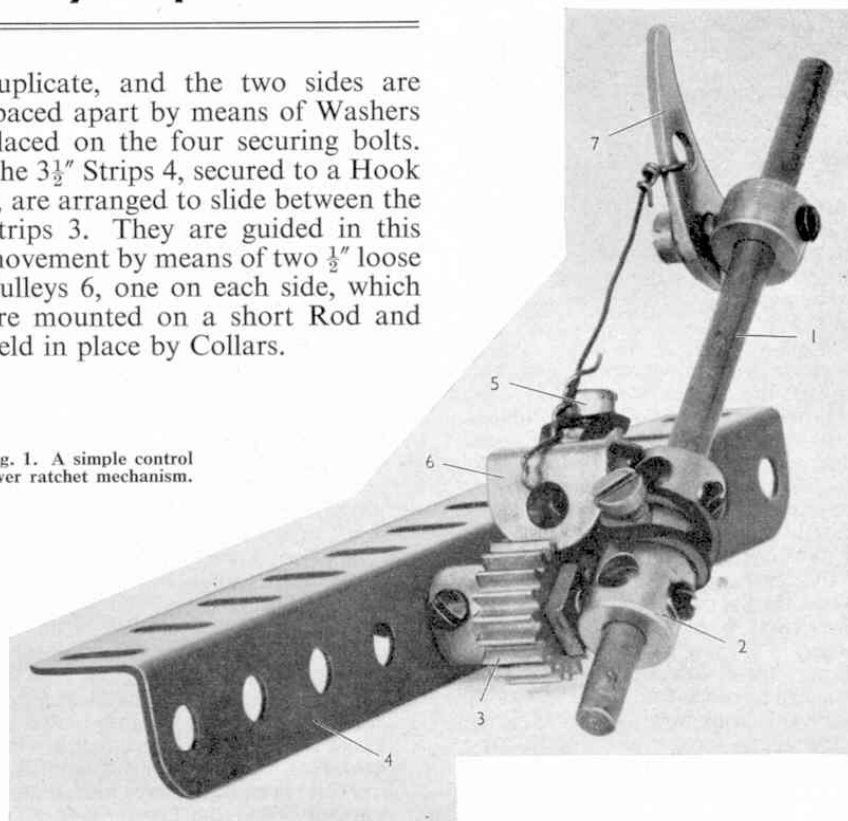 uplicate, and the two sides are
paced apart by means of Washers
laced on the four securing bolts.
he 3½″ Strips 4, secured to a Hook
, are arranged to slide between the
trips 3. They are guided in this
ovement by means of two ½″ loose
ulleys 6, one on each side, which
re mounted on a short Rod and
eld in place by Collars.
g. 1. A simple control
ver ratchet mechanism.
7
1
5
6
2
3
4